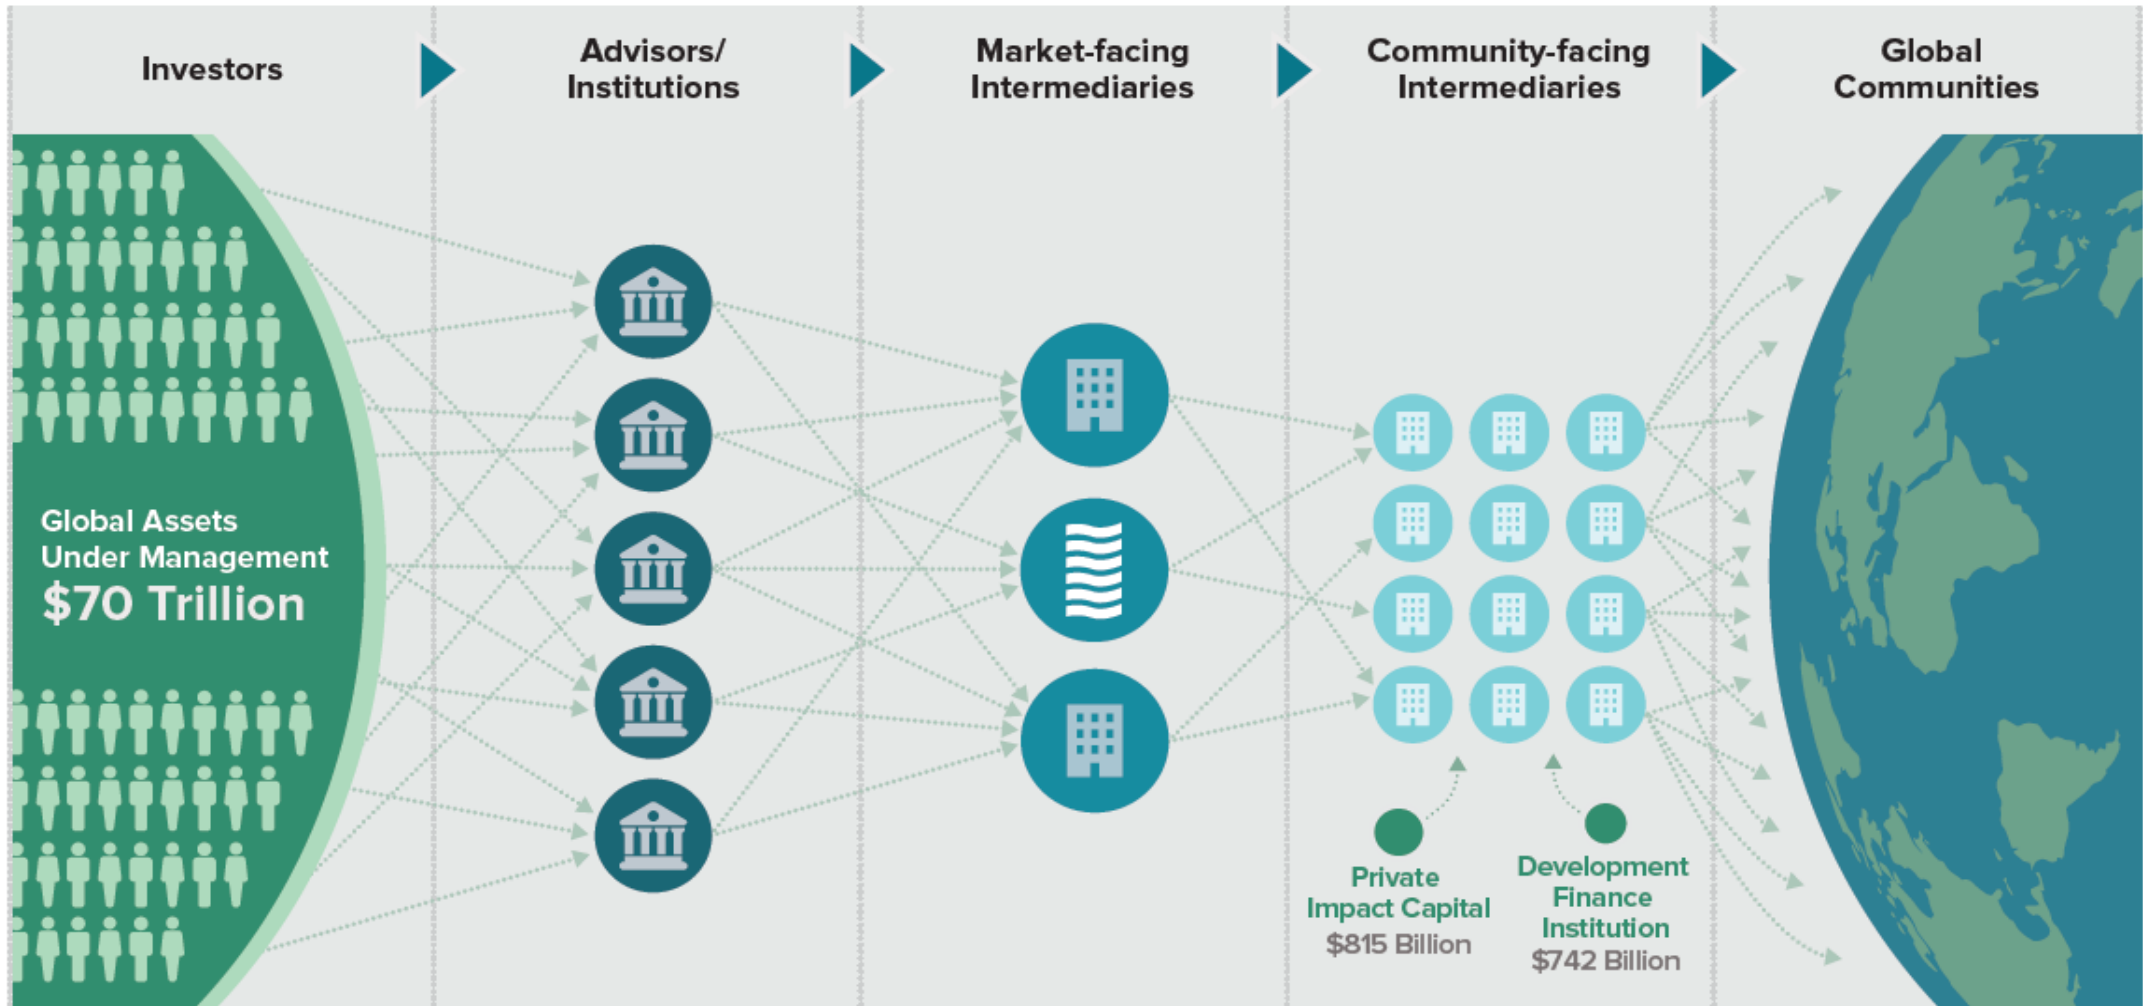 Investors
Advisors/
Institutions
Market-facing
Intermediaries
Community-facing
Intermediaries
Global
Communities
Global Assets
Under Management
$70 Trillion
Private
Impact Capital
$815 Billion
Development
Finance
Institution
$742 Billion